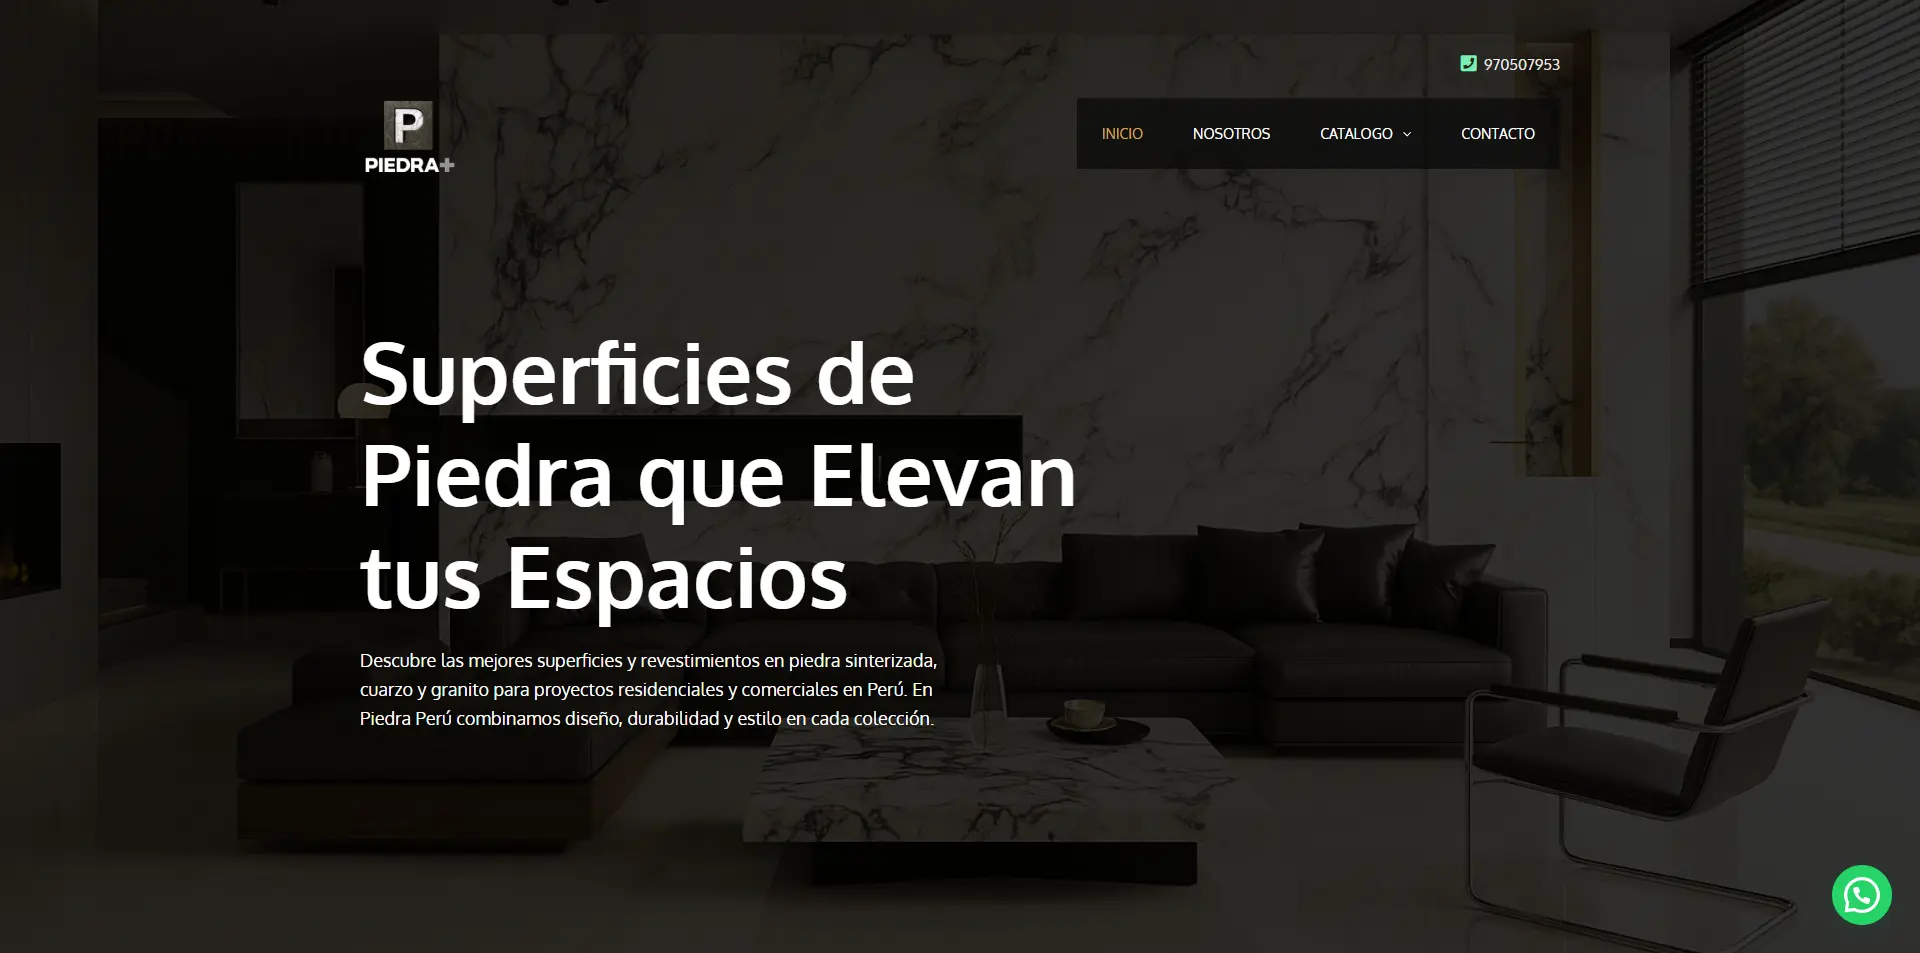 970507953
P
PIEDRA+
INICIO
NOSOTROS
CATALOGO
CONTACTO
Superficies de
Piedra que Elevan
tus Espacios
Descubre las mejores superficies y revestimientos en piedra sinterizada,
cuarzo y granito para proyectos residenciales y comerciales en Perú. En
Piedra Perú combinamos diseño, durabilidad y estilo en cada colección.